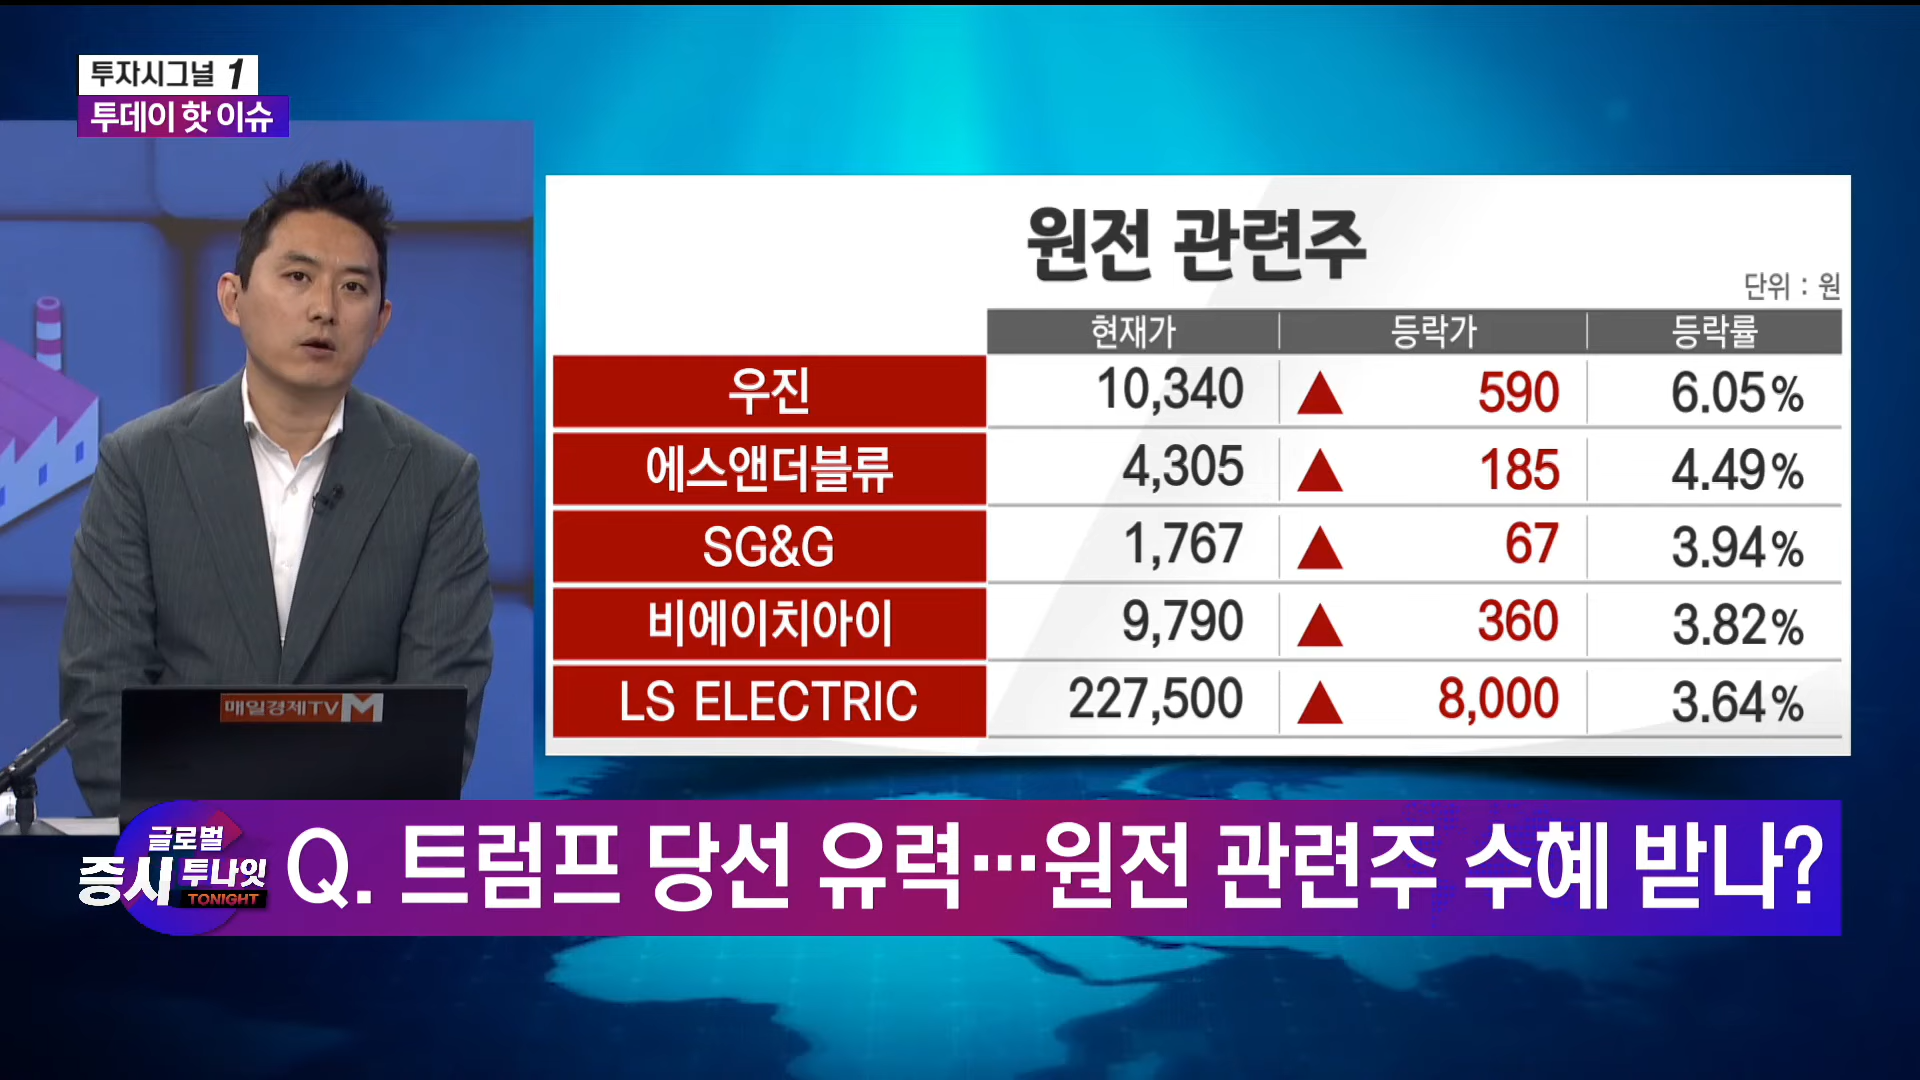 투자시그널 1
투데이 핫 이슈
원전 관련주
단위 : 원
현재가 등락가 등락률
우진 10,340 ▲ 590 6.05%
에스앤더블류 4,305 ▲ 185 4.49%
SG&G 1,767 ▲ 67 3.94%
비에이치아이 9,790 ▲ 360 3.82%
LS ELECTRIC 227,500 ▲ 8,000 3.64%
매일경제TV M
글로벌
증시 투나잇
TONIGHT
Q. 트럼프 당선 유력…원전 관련주 수혜 받나?